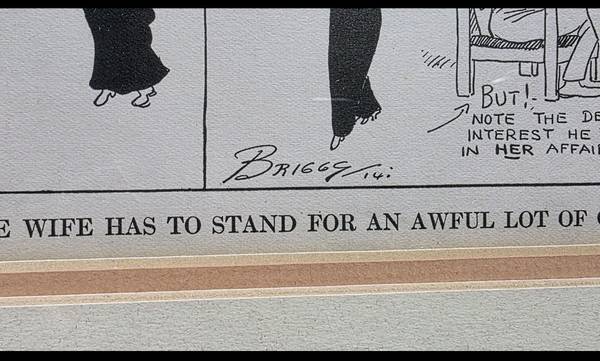 BUT!-
NOTE THE DE
INTEREST HE
IN HER AFFAI
BRIGGS /14:
E WIFE HAS TO STAND FOR AN AWFUL LOT OF